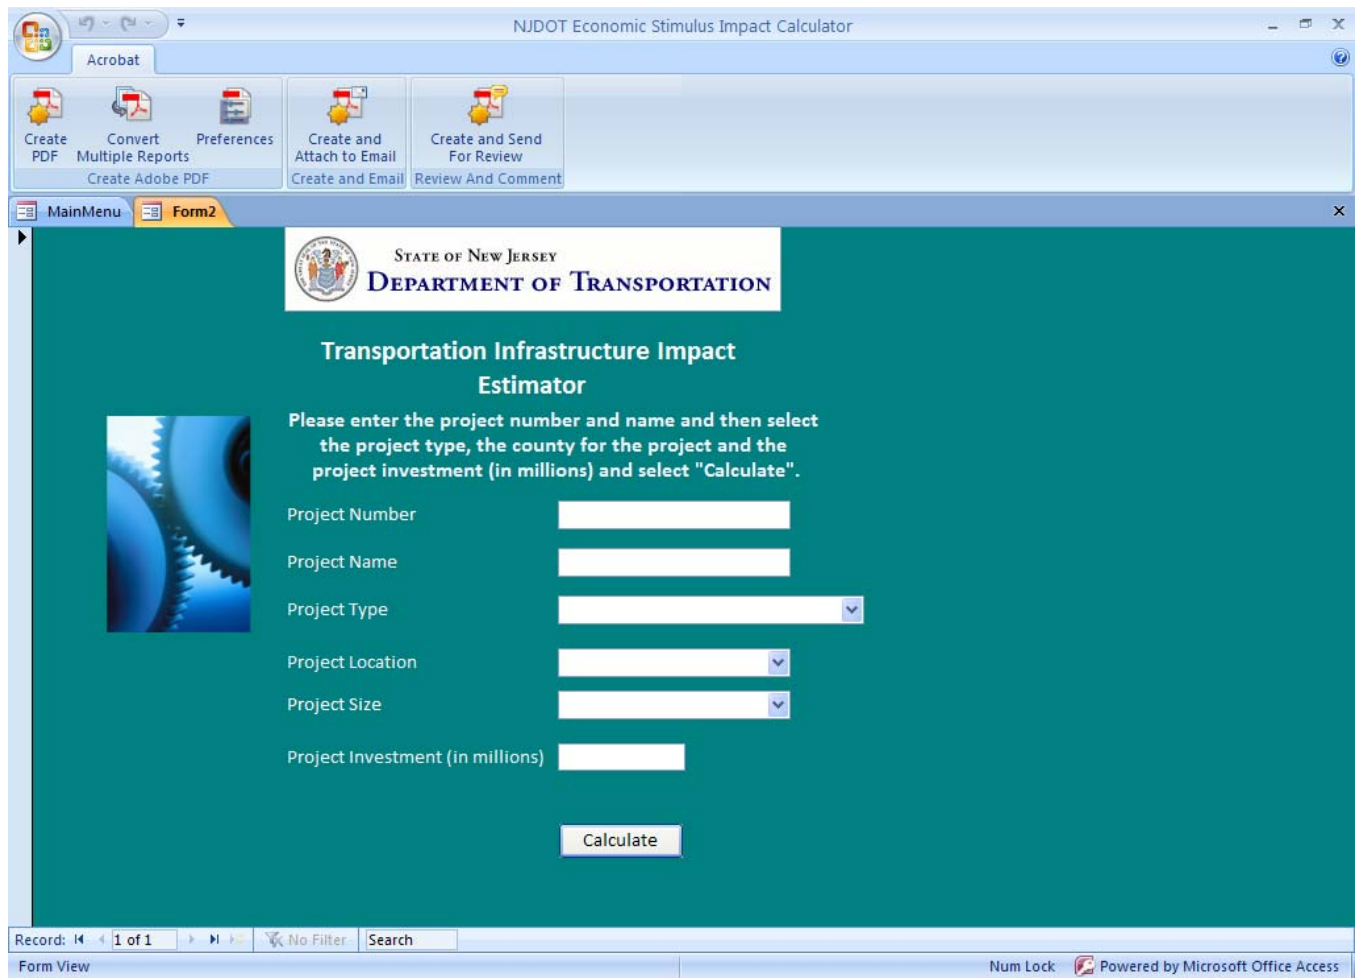 NJDOT Economic Stimulus Impact Calculator
Acrobat
Create PDF
Convert Multiple Reports
Preferences
Create and Attach to Email
Create and Send For Review
Create Adobe PDF
Create and Email
Review And Comment
MainMenu
Form2
STATE OF NEW JERSEY
DEPARTMENT OF TRANSPORTATION
Transportation Infrastructure Impact
Estimator
Please enter the project number and name and then select
the project type, the county for the project and the
project investment (in millions) and select "Calculate".
Project Number
Project Name
Project Type
Project Location
Project Size
Project Investment (in millions)
Calculate
Record: 1 of 1 No Filter Search
Form View
Num Lock Powered by Microsoft Office Access